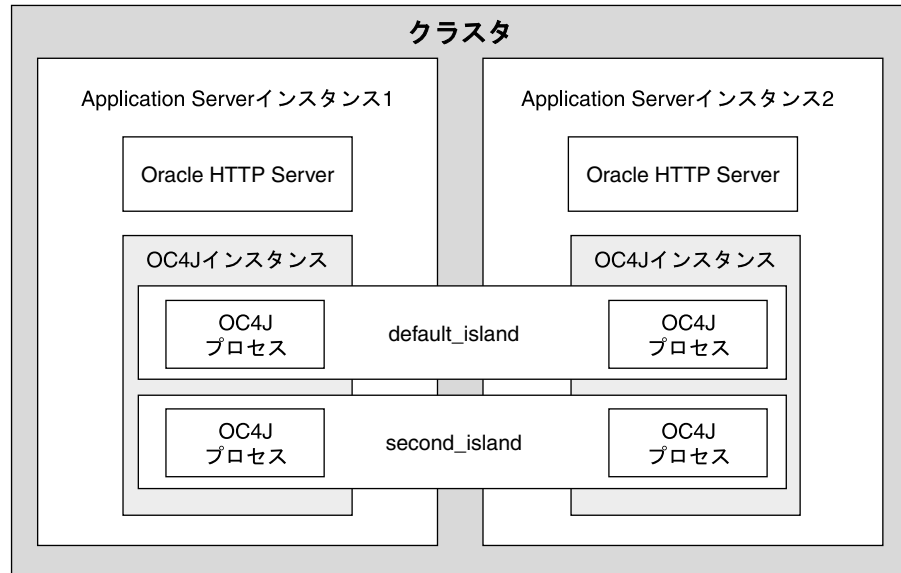 クラスタ
Application Serverインスタンス1
Application Serverインスタンス2
Oracle HTTP Server
Oracle HTTP Server
OC4Jインスタンス
OC4Jインスタンス
OC4J
プロセス
default_island
OC4J
プロセス
OC4J
プロセス
second_island
OC4J
プロセス